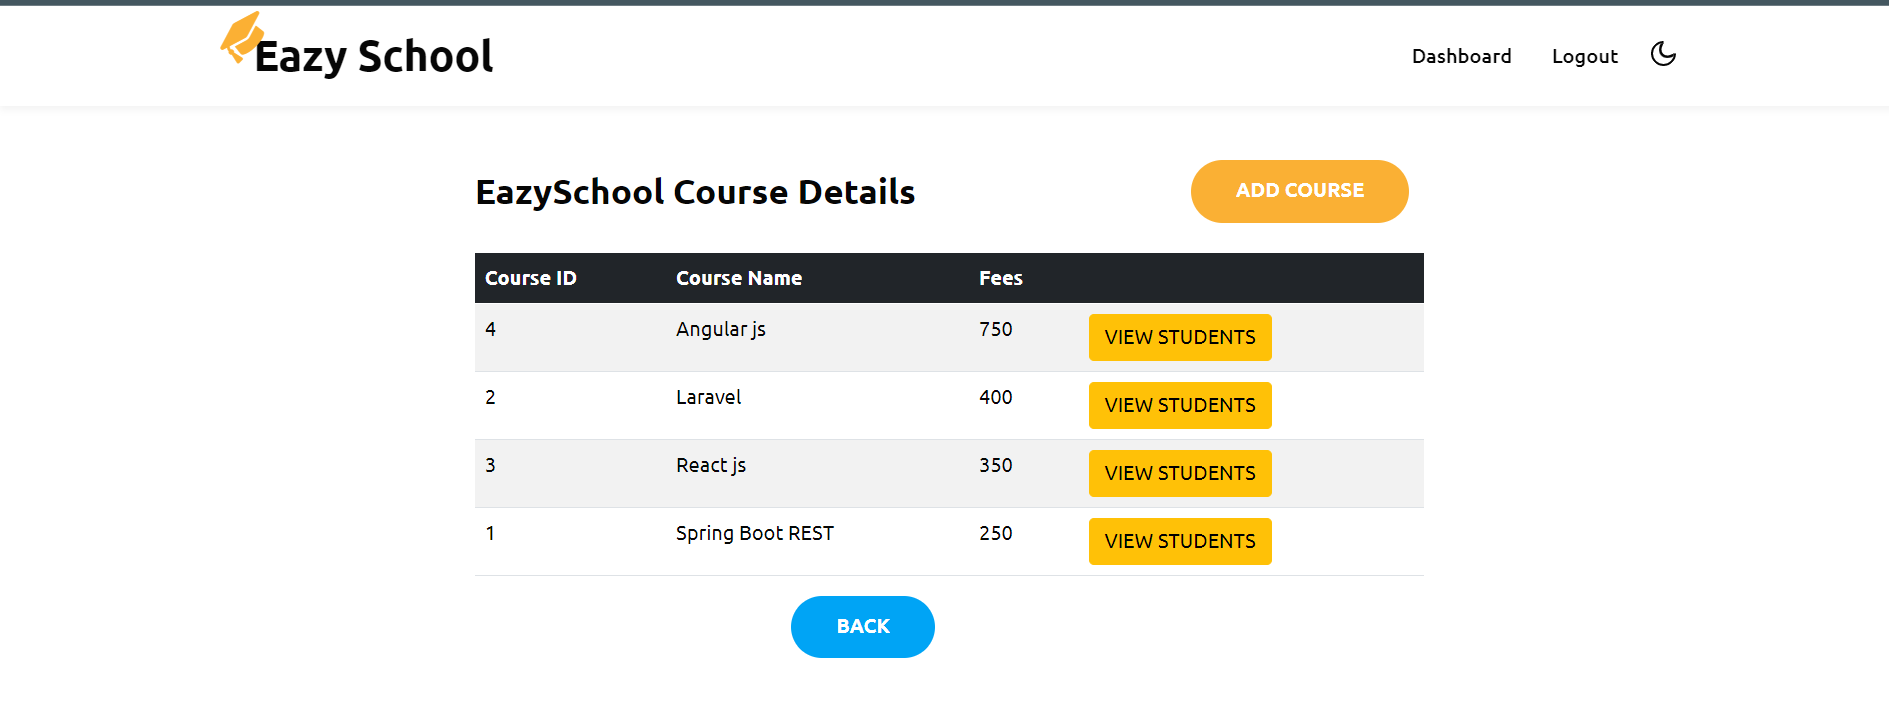 Eazy School
Dashboard Logout
EazySchool Course Details ADD COURSE
Course ID Course Name Fees
4 Angular js 750 VIEW STUDENTS
2 Laravel 400 VIEW STUDENTS
3 React js 350 VIEW STUDENTS
1 Spring Boot REST 250 VIEW STUDENTS
BACK